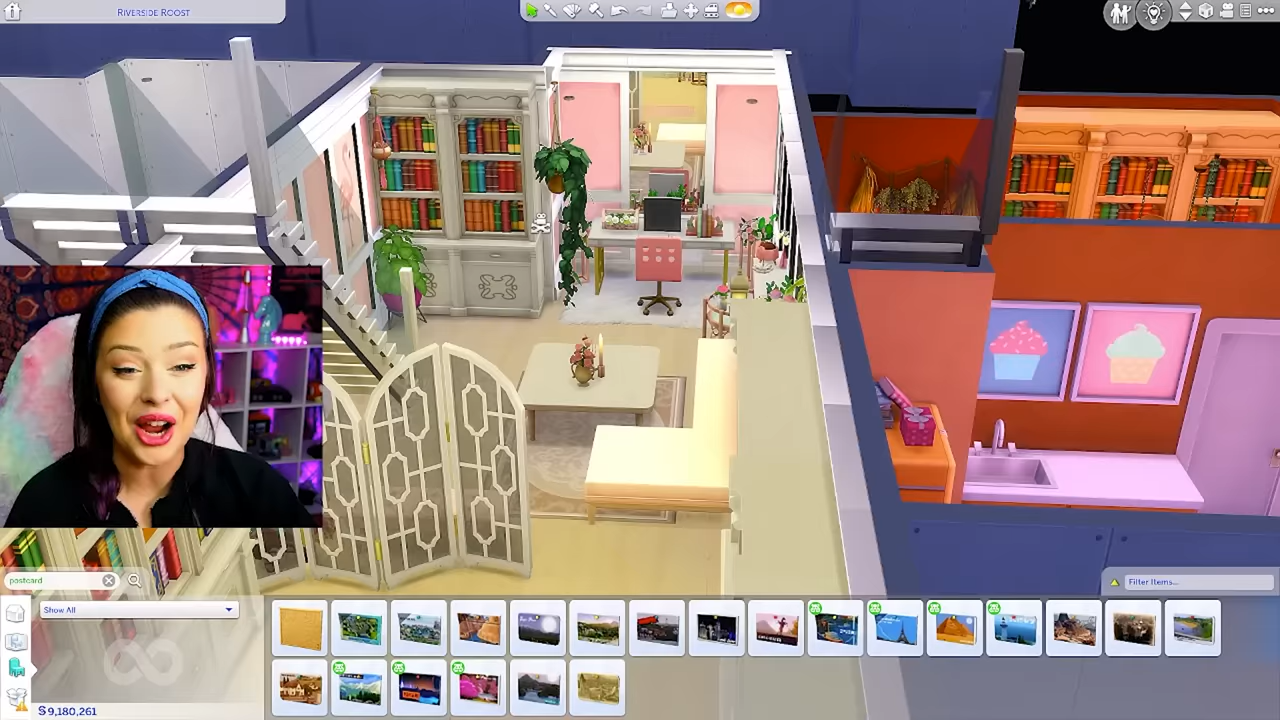 RIVERSIDE ROOST
postcard
Filter Items...
Show All
§9,180,261